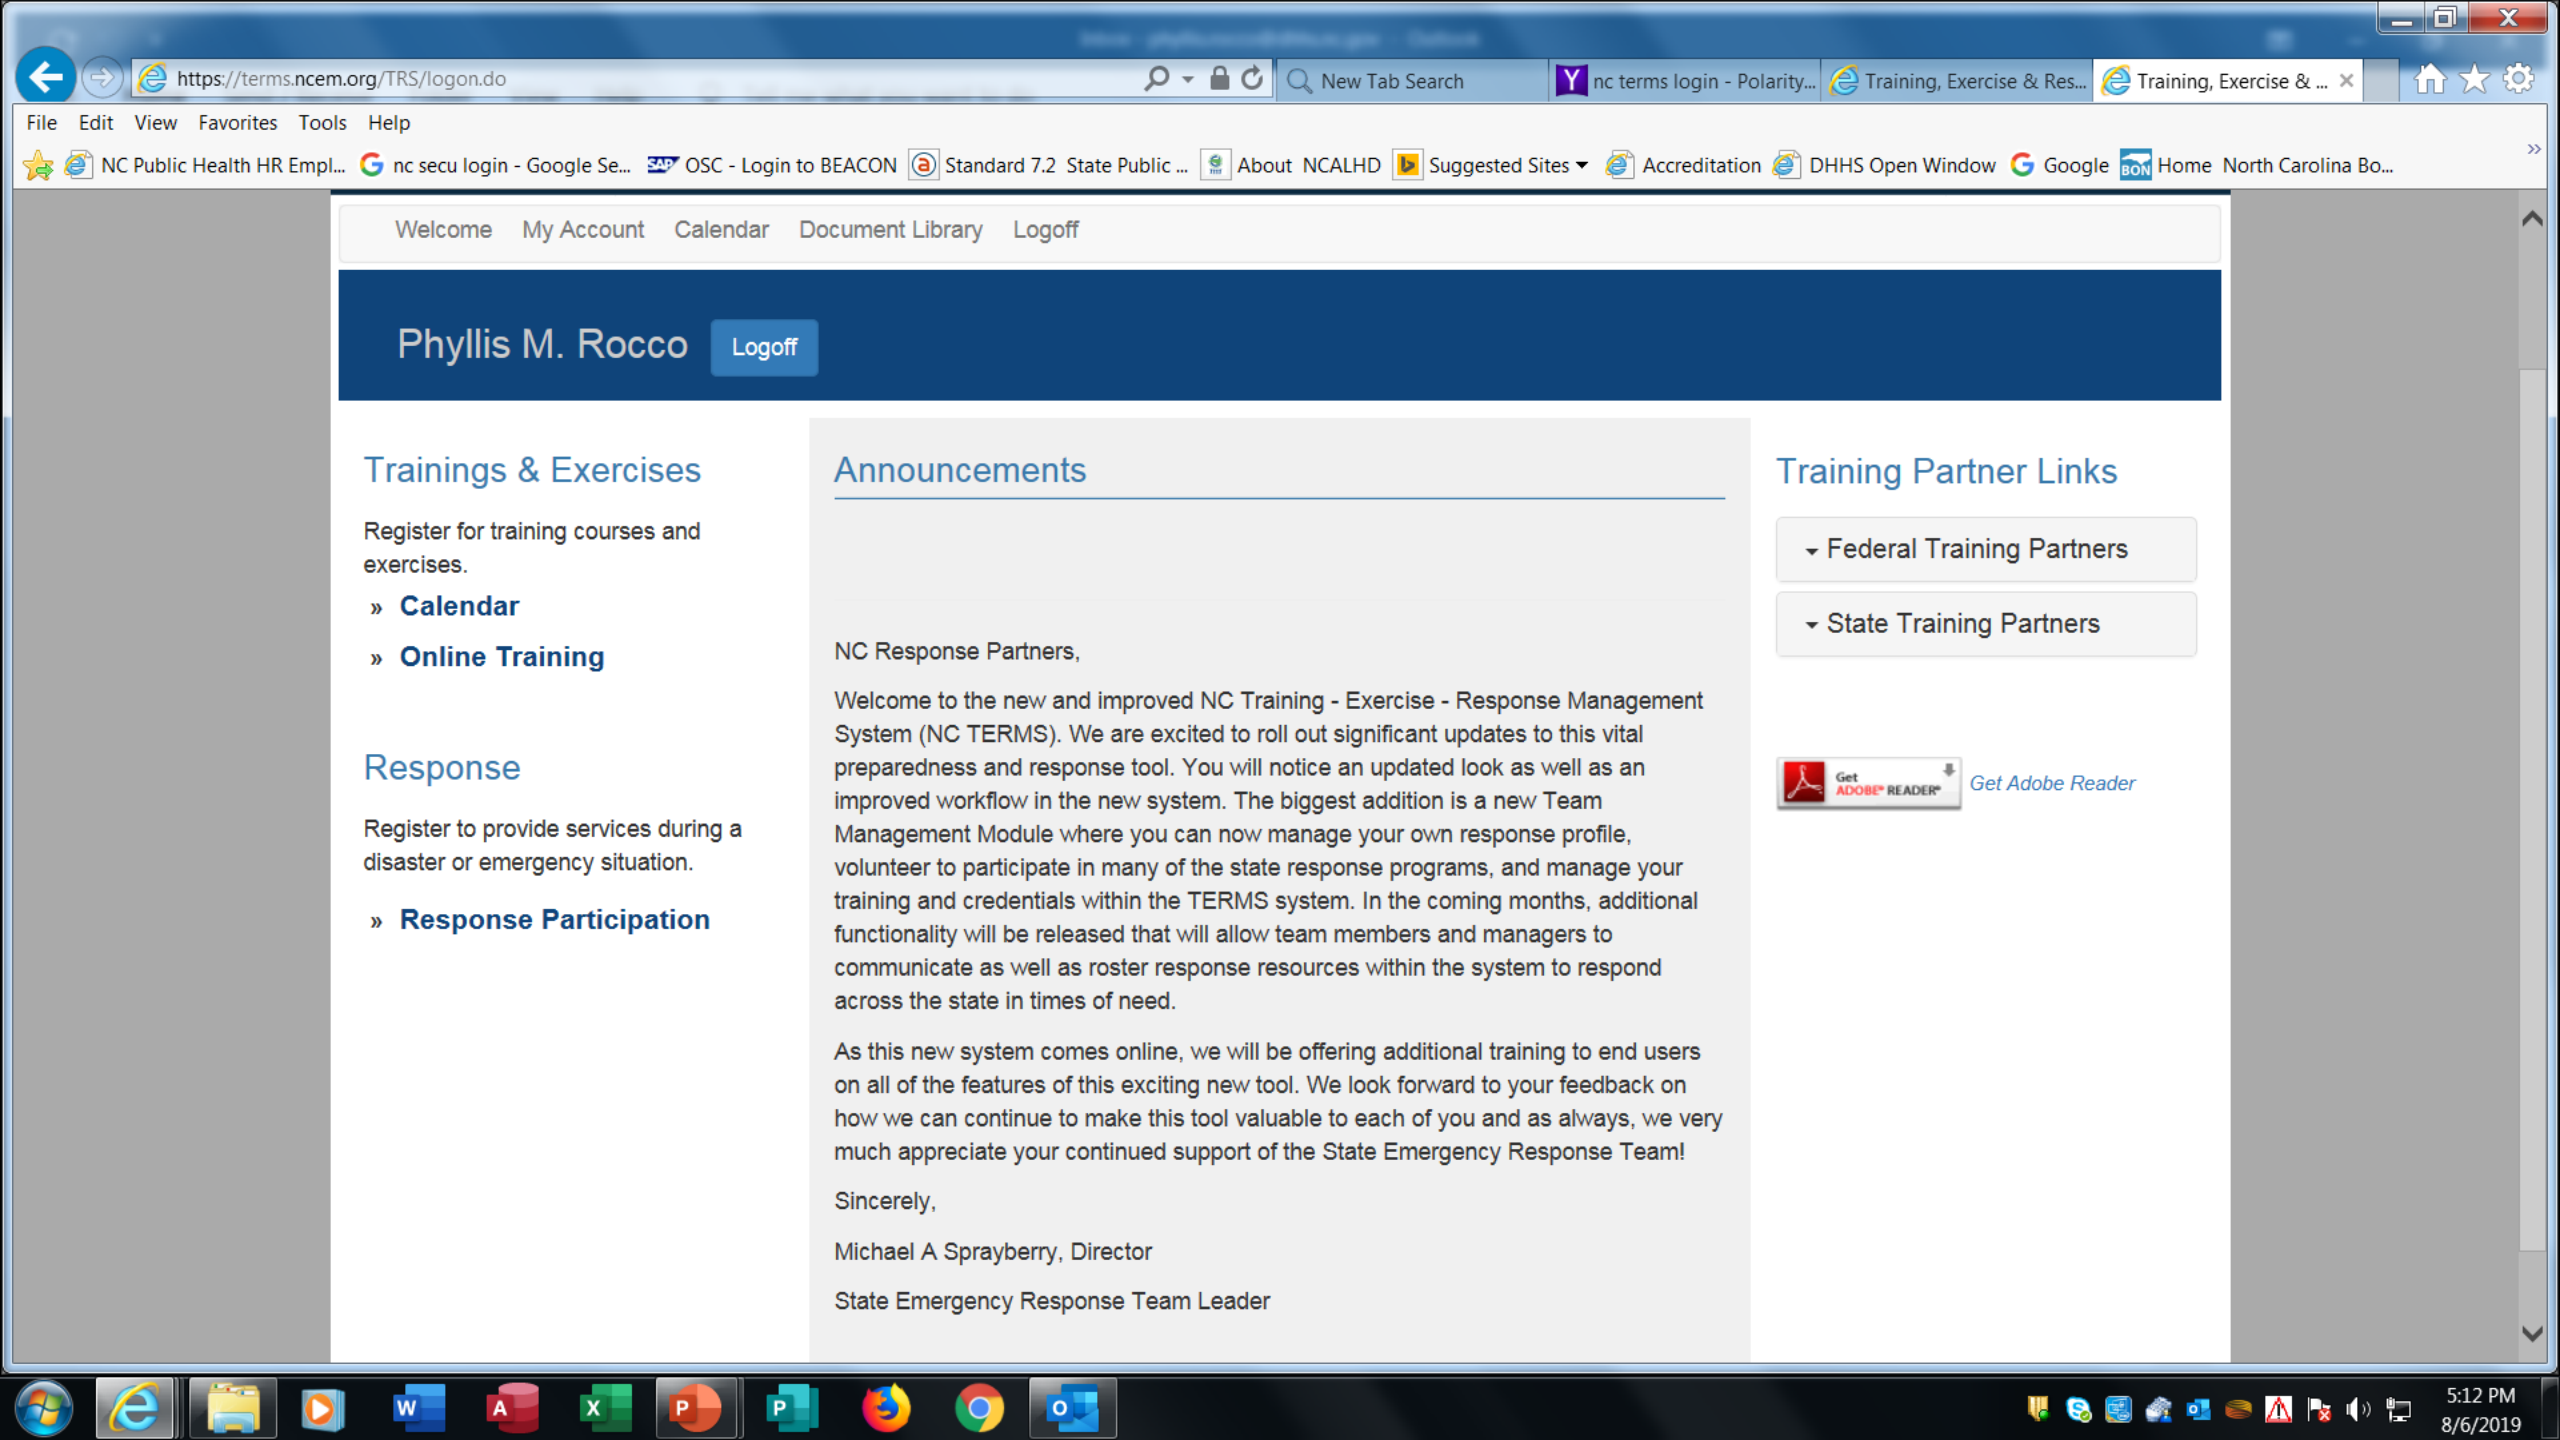 https://terms.ncem.org/TRS/logon.do
New Tab Search
nc terms login - Polarity...
Training, Exercise & Res...
Training, Exercise & ...
File Edit View Favorites Tools Help
NC Public Health HR Empl...
nc secu login - Google Se...
OSC - Login to BEACON
Standard 7.2 State Public ...
About NCALHD
Suggested Sites
Accreditation
DHHS Open Window
Google
Home North Carolina Bo...
Welcome My Account Calendar Document Library Logoff
Phyllis M. Rocco Logoff
Trainings & Exercises
Register for training courses and
exercises.
» Calendar
» Online Training
Response
Register to provide services during a
disaster or emergency situation.
» Response Participation
Announcements
NC Response Partners,
Welcome to the new and improved NC Training - Exercise - Response Management
System (NC TERMS). We are excited to roll out significant updates to this vital
preparedness and response tool. You will notice an updated look as well as an
improved workflow in the new system. The biggest addition is a new Team
Management Module where you can now manage your own response profile,
volunteer to participate in many of the state response programs, and manage your
training and credentials within the TERMS system. In the coming months, additional
functionality will be released that will allow team members and managers to
communicate as well as roster response resources within the system to respond
across the state in times of need.
As this new system comes online, we will be offering additional training to end users
on all of the features of this exciting new tool. We look forward to your feedback on
how we can continue to make this tool valuable to each of you and as always, we very
much appreciate your continued support of the State Emergency Response Team!
Sincerely,
Michael A Sprayberry, Director
State Emergency Response Team Leader
Training Partner Links
Federal Training Partners
State Training Partners
Get
ADOBE® READER®
Get Adobe Reader
5:12 PM
8/6/2019